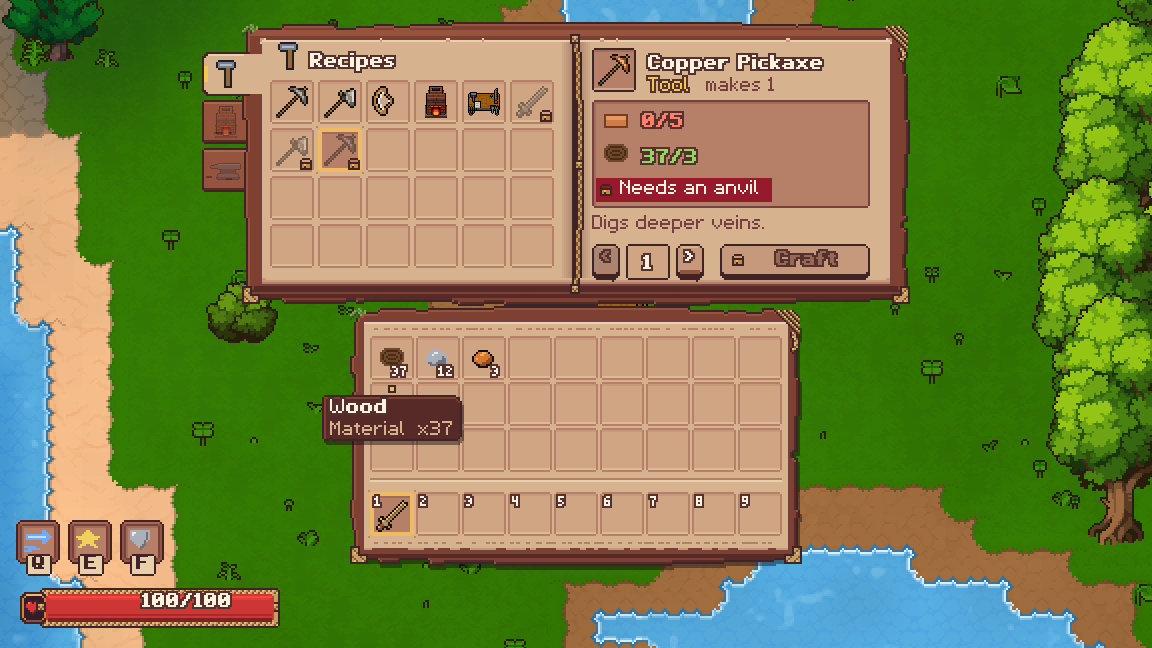 Recipes
Copper Pickaxe
Tool makes 1
0/5
37/3
Needs an anvil
Digs deeper veins.
< 1 > Craft
37 12 3
Wood
Material x37
1 2 3 4 5 6 7 8 9
Q E F
100/100